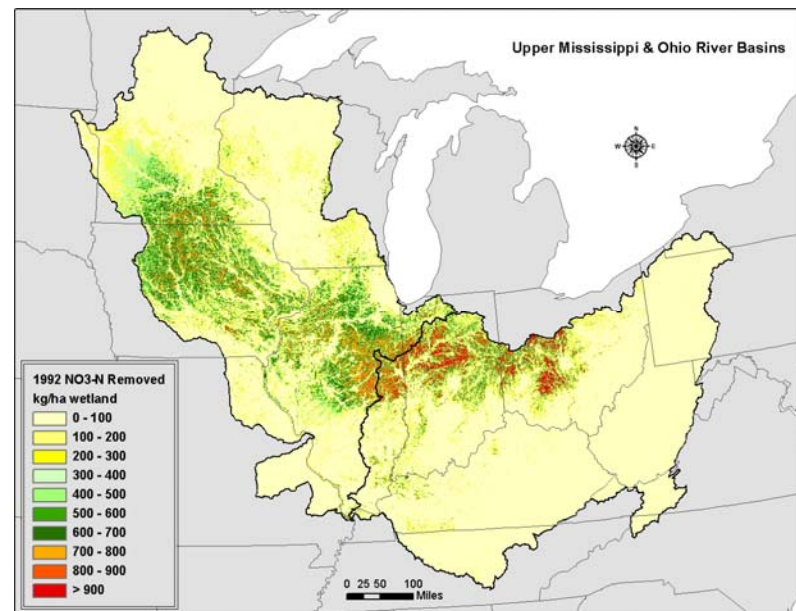 Upper Mississippi & Ohio River Basins
N
W E
S
1992 NO3-N Removed
kg/ha wetland
0 - 100
100 - 200
200 - 300
300 - 400
400 - 500
500 - 600
600 - 700
700 - 800
800 - 900
> 900
0 25 50 100
Miles